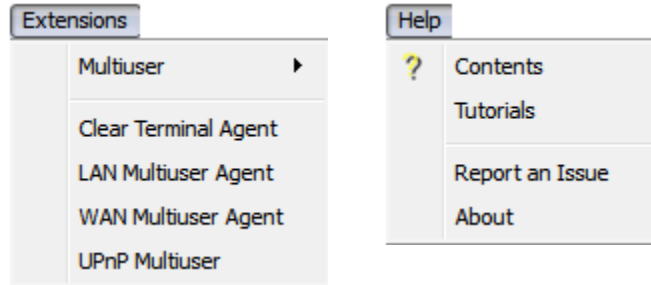 Extensions
Multiuser
Clear Terminal Agent
LAN Multiuser Agent
WAN Multiuser Agent
UPnP Multiuser
Help
Contents
Tutorials
Report an Issue
About